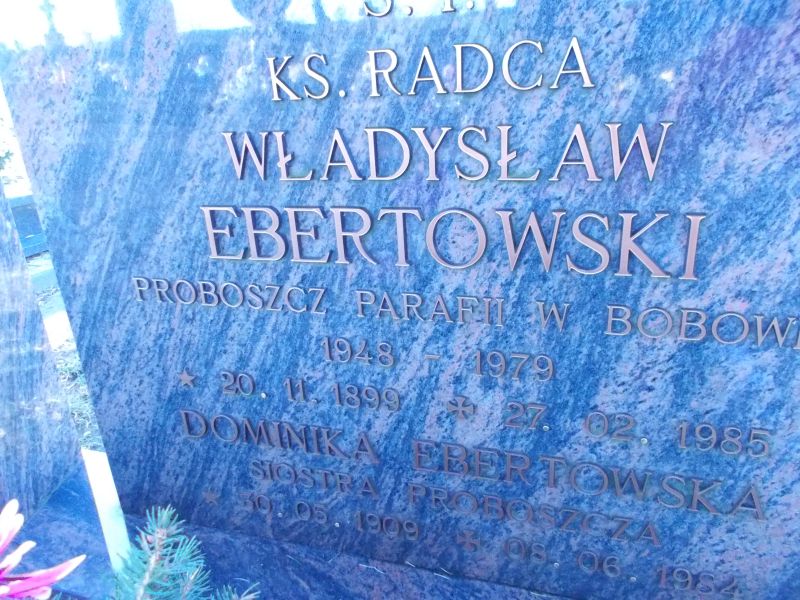 Ś. P.
KS. RADCA
WŁADYSŁAW
EBERTOWSKI
PROBOSZCZ PARAFII W
1948 - 1979
★ 20. 11. 1899 ✠ 27. 02. 1985
DOMINIKA EBERTOWSKA
SIOSTRA PROBOSZCZA
★ 30. 05. 1909 ✠ 08. 06. 1984